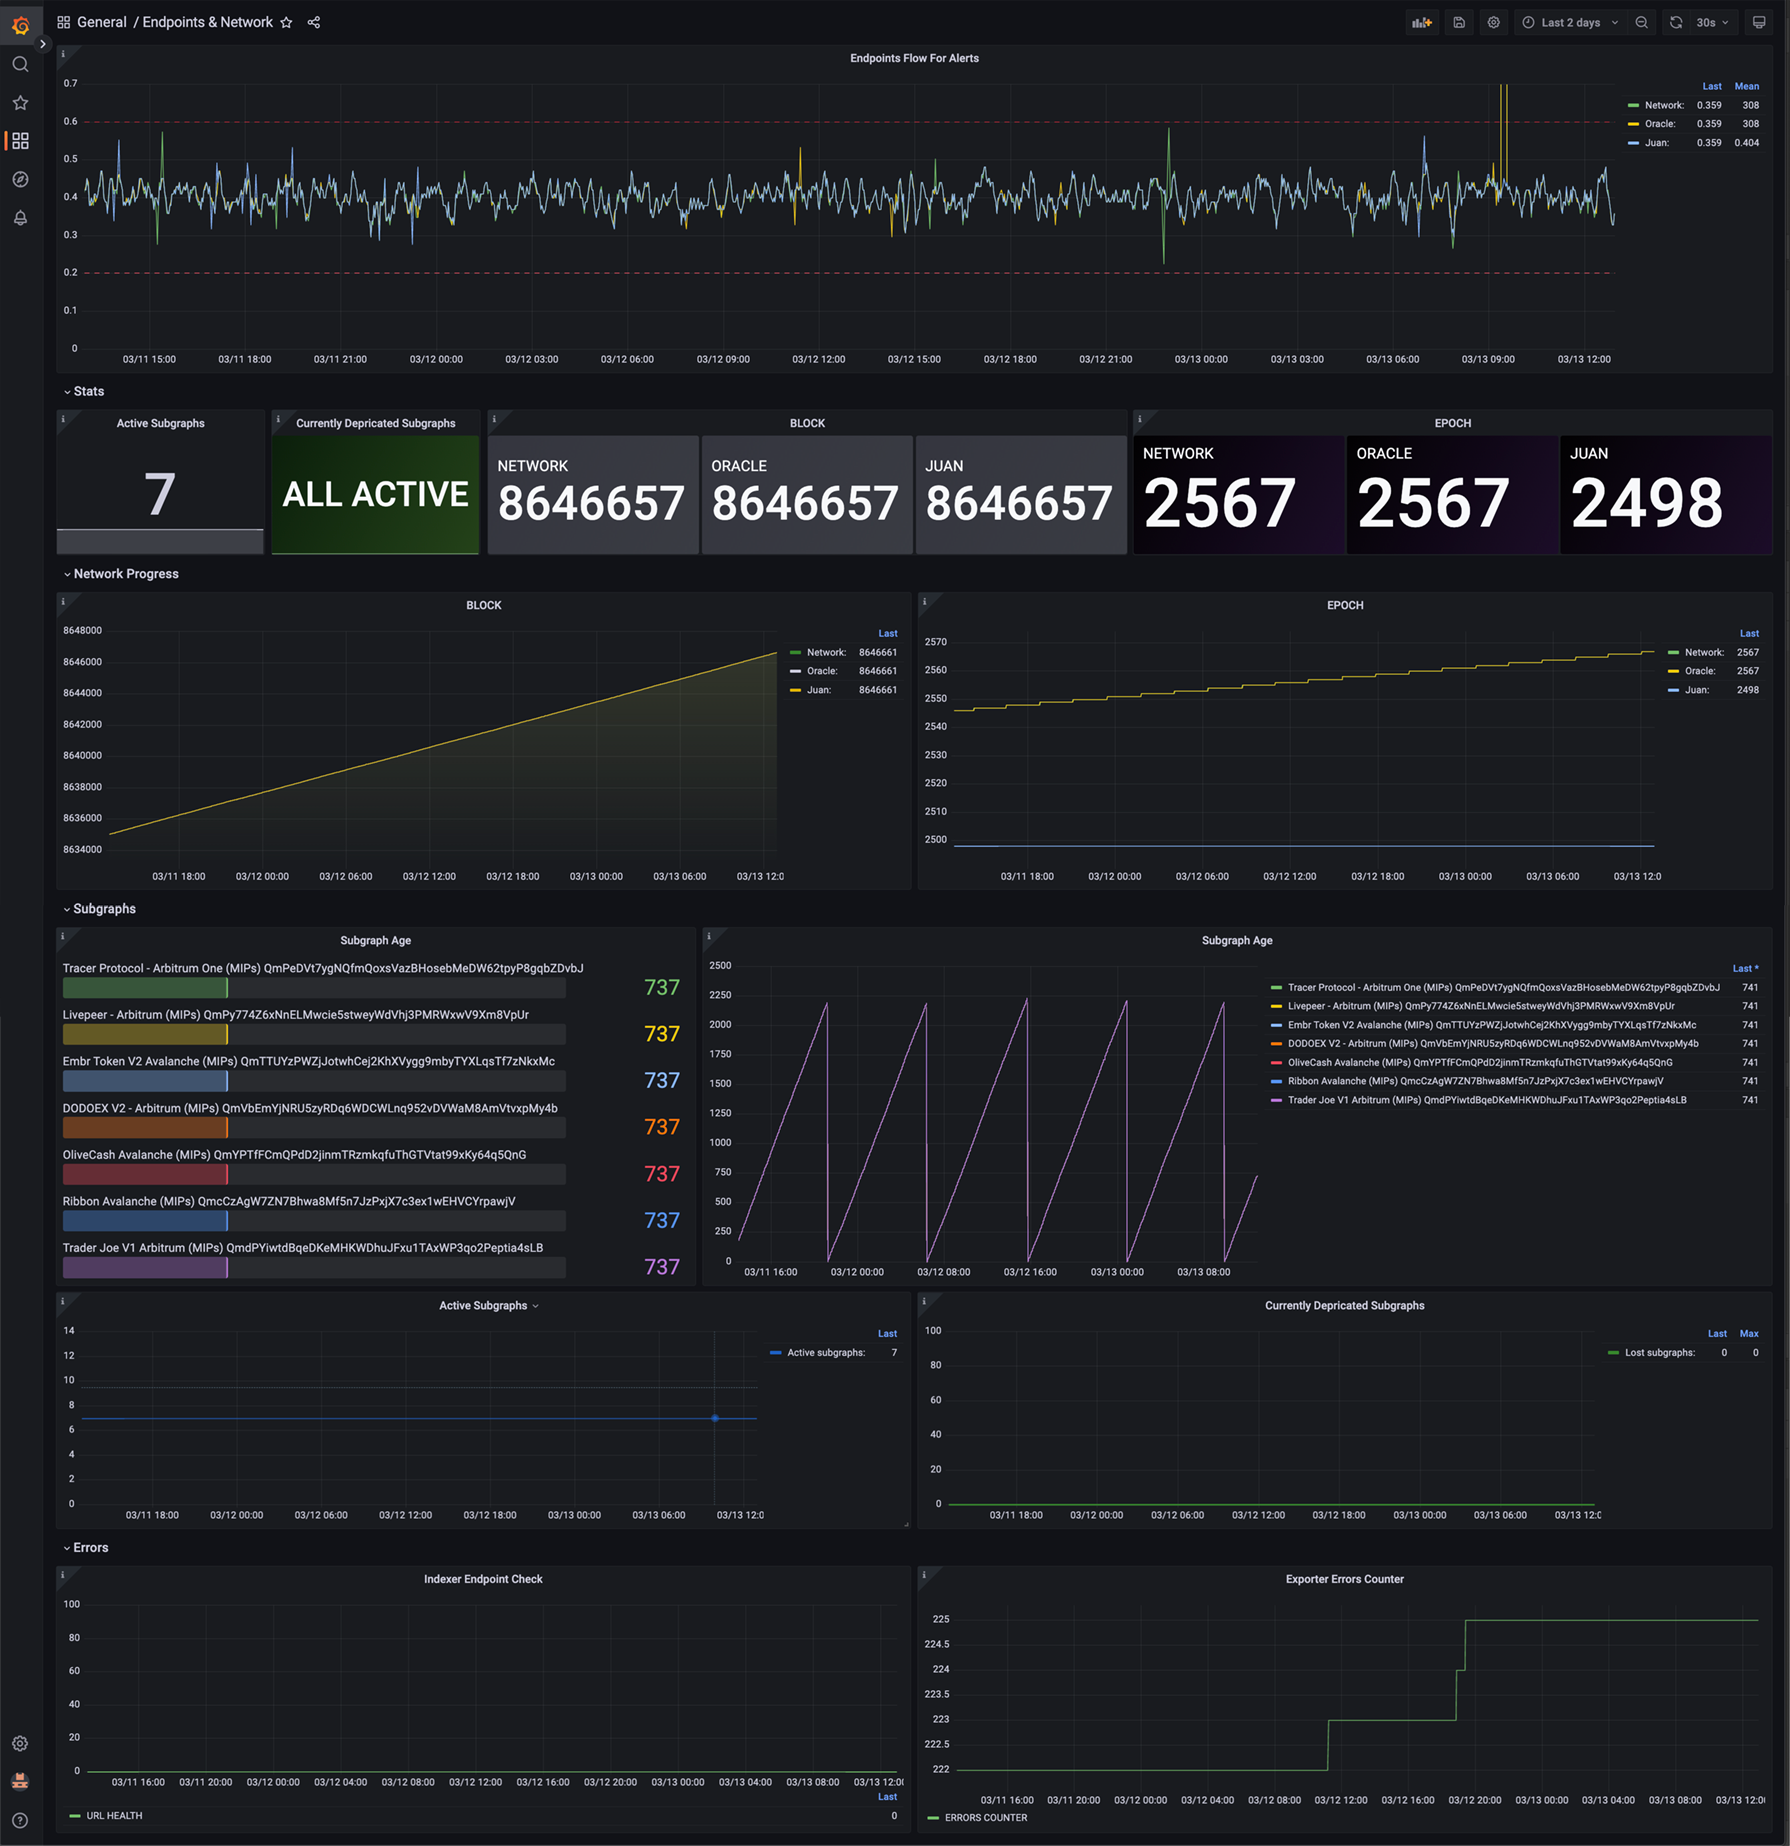 General / Endpoints & Network
Last 2 days
30s
Endpoints Flow For Alerts
0.7
0.6
0.5
0.4
0.3
0.2
0.1
0
03/11 15:00 03/11 18:00 03/11 21:00 03/12 00:00 03/12 03:00 03/12 06:00 03/12 09:00 03/12 12:00 03/12 15:00 03/12 18:00 03/12 21:00 03/13 00:00 03/13 03:00 03/13 06:00 03/13 09:00 03/13 12:00
Last Mean
Network: 0.359 308
Oracle: 0.359 308
Juan: 0.359 0.404
Stats
Active Subgraphs
7
Currently Depricated Subgraphs
ALL ACTIVE
BLOCK
NETWORK
8646657
ORACLE
8646657
JUAN
8646657
EPOCH
NETWORK
2567
ORACLE
2567
JUAN
2498
Network Progress
BLOCK
8648000
8646000
8644000
8642000
8640000
8638000
8636000
8634000
03/11 18:00 03/12 00:00 03/12 06:00 03/12 12:00 03/12 18:00 03/13 00:00 03/13 06:00 03/13 12:0
Last
Network: 8646661
Oracle: 8646661
Juan: 8646661
EPOCH
2570
2560
2550
2540
2530
2520
2510
2500
03/11 18:00 03/12 00:00 03/12 06:00 03/12 12:00 03/12 18:00 03/13 00:00 03/13 06:00 03/13 12:0
Last
Network: 2567
Oracle: 2567
Juan: 2498
Subgraphs
Subgraph Age
Tracer Protocol - Arbitrum One (MIPs) QmPeDVt7ygNQfmQoxsVazBHosebMeDW62tpyP8gqbZDvbJ
737
Livepeer - Arbitrum (MIPs) QmPy774Z6xNnELMwcie5stweyWdVhj3PMRWxwV9Xm8VpUr
737
Embr Token V2 Avalanche (MIPs) QmTTUYzPWZjJotwhCej2KhXVygg9mbyTYXLqsTf7zNkxMc
737
DODOEX V2 - Arbitrum (MIPs) QmVbEmYjNRU5zyRDq6WDCWLnq952vDVWaM8AmVtvxpMy4b
737
OliveCash Avalanche (MIPs) QmYPTfFCmQPdD2jinmTRzmkqfuThGTVtat99xKy64q5QnG
737
Ribbon Avalanche (MIPs) QmcCzAgW7ZN7Bhwa8Mf5n7JzPxjX7c3ex1wEHVCYrpawjV
737
Trader Joe V1 Arbitrum (MIPs) QmdPYiwtdBqeDKeMHKWDhuJFxu1TAxWP3qo2Peptia4sLB
737
Subgraph Age
2500
2250
2000
1750
1500
1250
1000
750
500
250
0
03/11 16:00 03/12 00:00 03/12 08:00 03/12 16:00 03/13 00:00 03/13 08:00
Last *
Tracer Protocol - Arbitrum One (MIPs) QmPeDVt7ygNQfmQoxsVazBHosebMeDW62tpyP8gqbZDvbJ 741
Livepeer - Arbitrum (MIPs) QmPy774Z6xNnELMwcie5stweyWdVhj3PMRWxwV9Xm8VpUr 741
Embr Token V2 Avalanche (MIPs) QmTTUYzPWZjJotwhCej2KhXVygg9mbyTYXLqsTf7zNkxMc 741
DODOEX V2 - Arbitrum (MIPs) QmVbEmYjNRU5zyRDq6WDCWLnq952vDVWaM8AmVtvxpMy4b 741
OliveCash Avalanche (MIPs) QmYPTfFCmQPdD2jinmTRzmkqfuThGTVtat99xKy64q5QnG 741
Ribbon Avalanche (MIPs) QmcCzAgW7ZN7Bhwa8Mf5n7JzPxjX7c3ex1wEHVCYrpawjV 741
Trader Joe V1 Arbitrum (MIPs) QmdPYiwtdBqeDKeMHKWDhuJFxu1TAxWP3qo2Peptia4sLB 741
Active Subgraphs
14
12
10
8
6
4
2
0
03/11 18:00 03/12 00:00 03/12 06:00 03/12 12:00 03/12 18:00 03/13 00:00 03/13 06:00 03/13 12:0
Last
Active subgraphs: 7
Currently Depricated Subgraphs
100
80
60
40
20
0
03/11 18:00 03/12 00:00 03/12 06:00 03/12 12:00 03/12 18:00 03/13 00:00 03/13 06:00 03/13 12:0
Last Max
Lost subgraphs: 0 0
Errors
Indexer Endpoint Check
100
80
60
40
20
0
03/11 16:00 03/11 20:00 03/12 00:00 03/12 04:00 03/12 08:00 03/12 12:00 03/12 16:00 03/12 20:00 03/13 00:00 03/13 04:00 03/13 08:00 03/13 12:0
Last
URL HEALTH 0
Exporter Errors Counter
225
224.5
224
223.5
223
222.5
222
03/11 16:00 03/11 20:00 03/12 00:00 03/12 04:00 03/12 08:00 03/12 12:00 03/12 16:00 03/12 20:00 03/13 00:00 03/13 04:00 03/13 08:00 03/13 12:0
ERRORS COUNTER